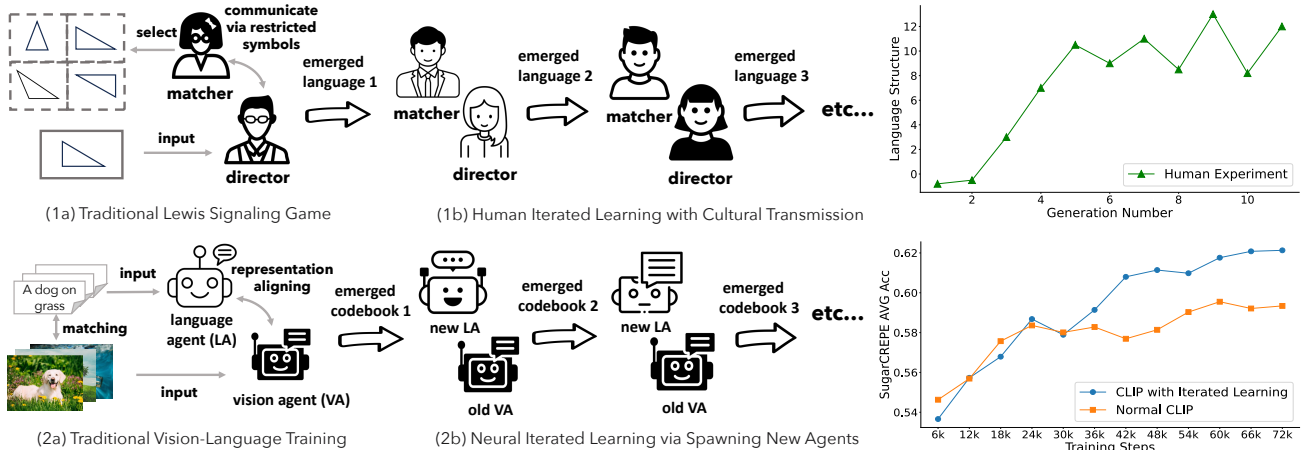 select
communicate
via restricted
symbols
matcher
input
director
emerged
language 1
(1a) Traditional Lewis Signaling Game
matcher
director
emerged
language 2
matcher
director
emerged
language 3
etc...
(1b) Human Iterated Learning with Cultural Transmission
Language Structure
12
10
8
6
4
2
0
Human Experiment
2
4
6
8
10
Generation Number
A dog on
grass
input
matching
language
agent (LA)
representation
aligning
input
vision agent (VA)
emerged
codebook 1
(2a) Traditional Vision-Language Training
new LA
old VA
emerged
codebook 2
new LA
old VA
emerged
codebook 3
etc...
(2b) Neural Iterated Learning via Spawning New Agents
SugarCREPE AVG Acc
0.62
0.60
0.58
0.56
0.54
CLIP with Iterated Learning
Normal CLIP
6k 12k 18k 24k 30k 36k 42k 48k 54k 60k 66k 72k
Training Steps